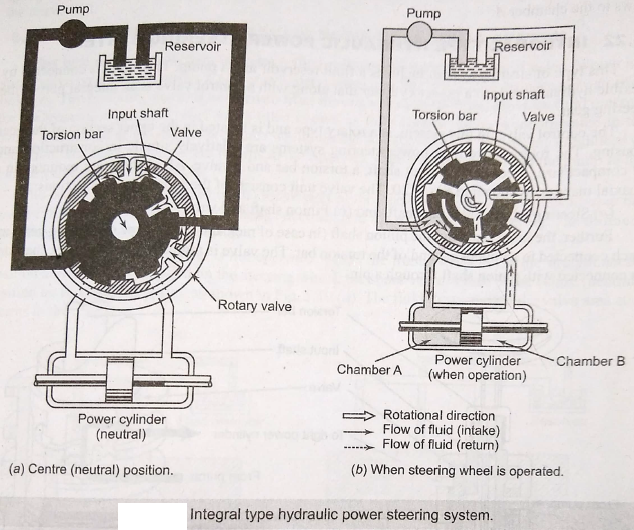 Pump
Reservoir
Input shaft
Torsion bar
Valve
Rotary valve
Power cylinder
(neutral)
(a) Centre (neutral) position.
Pump
Reservoir
Input shaft
Torsion bar
Valve
Chamber A
Power cylinder
(when operation)
Chamber B
Rotational direction
Flow of fluid (intake)
Flow of fluid (return)
(b) When steering wheel is operated.
Integral type hydraulic power steering system.